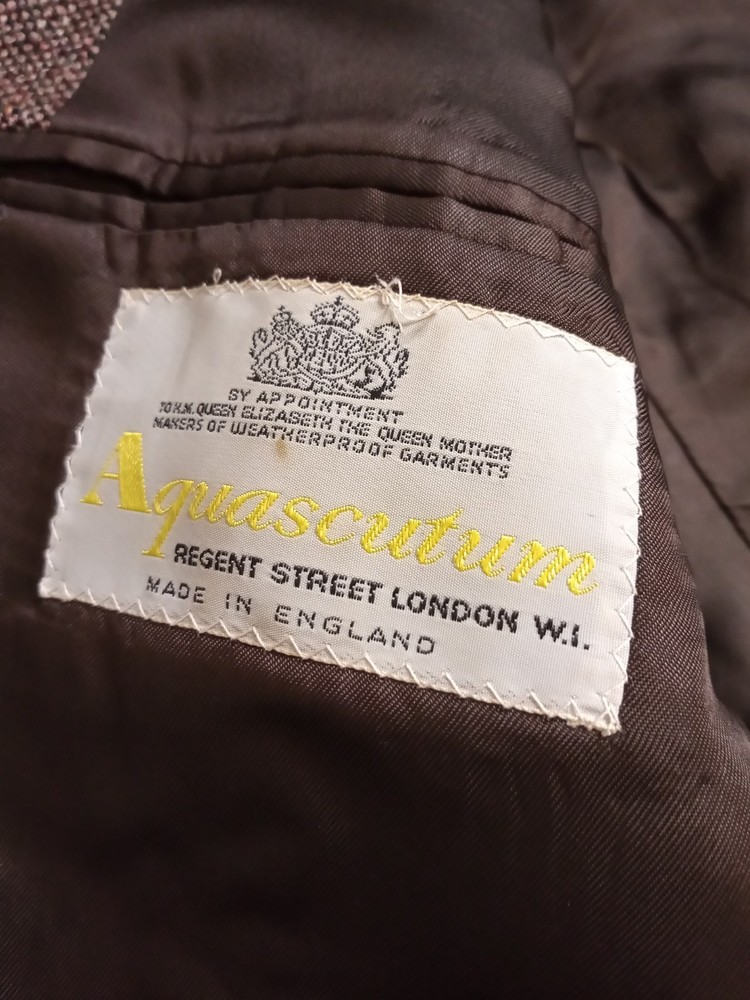 BY APPOINTMENT
TO H.M. QUEEN ELIZABETH THE QUEEN MOTHER
MAKERS OF WEATHERPROOF GARMENTS
Aquascutum
REGENT STREET LONDON W.1.
MADE IN ENGLAND